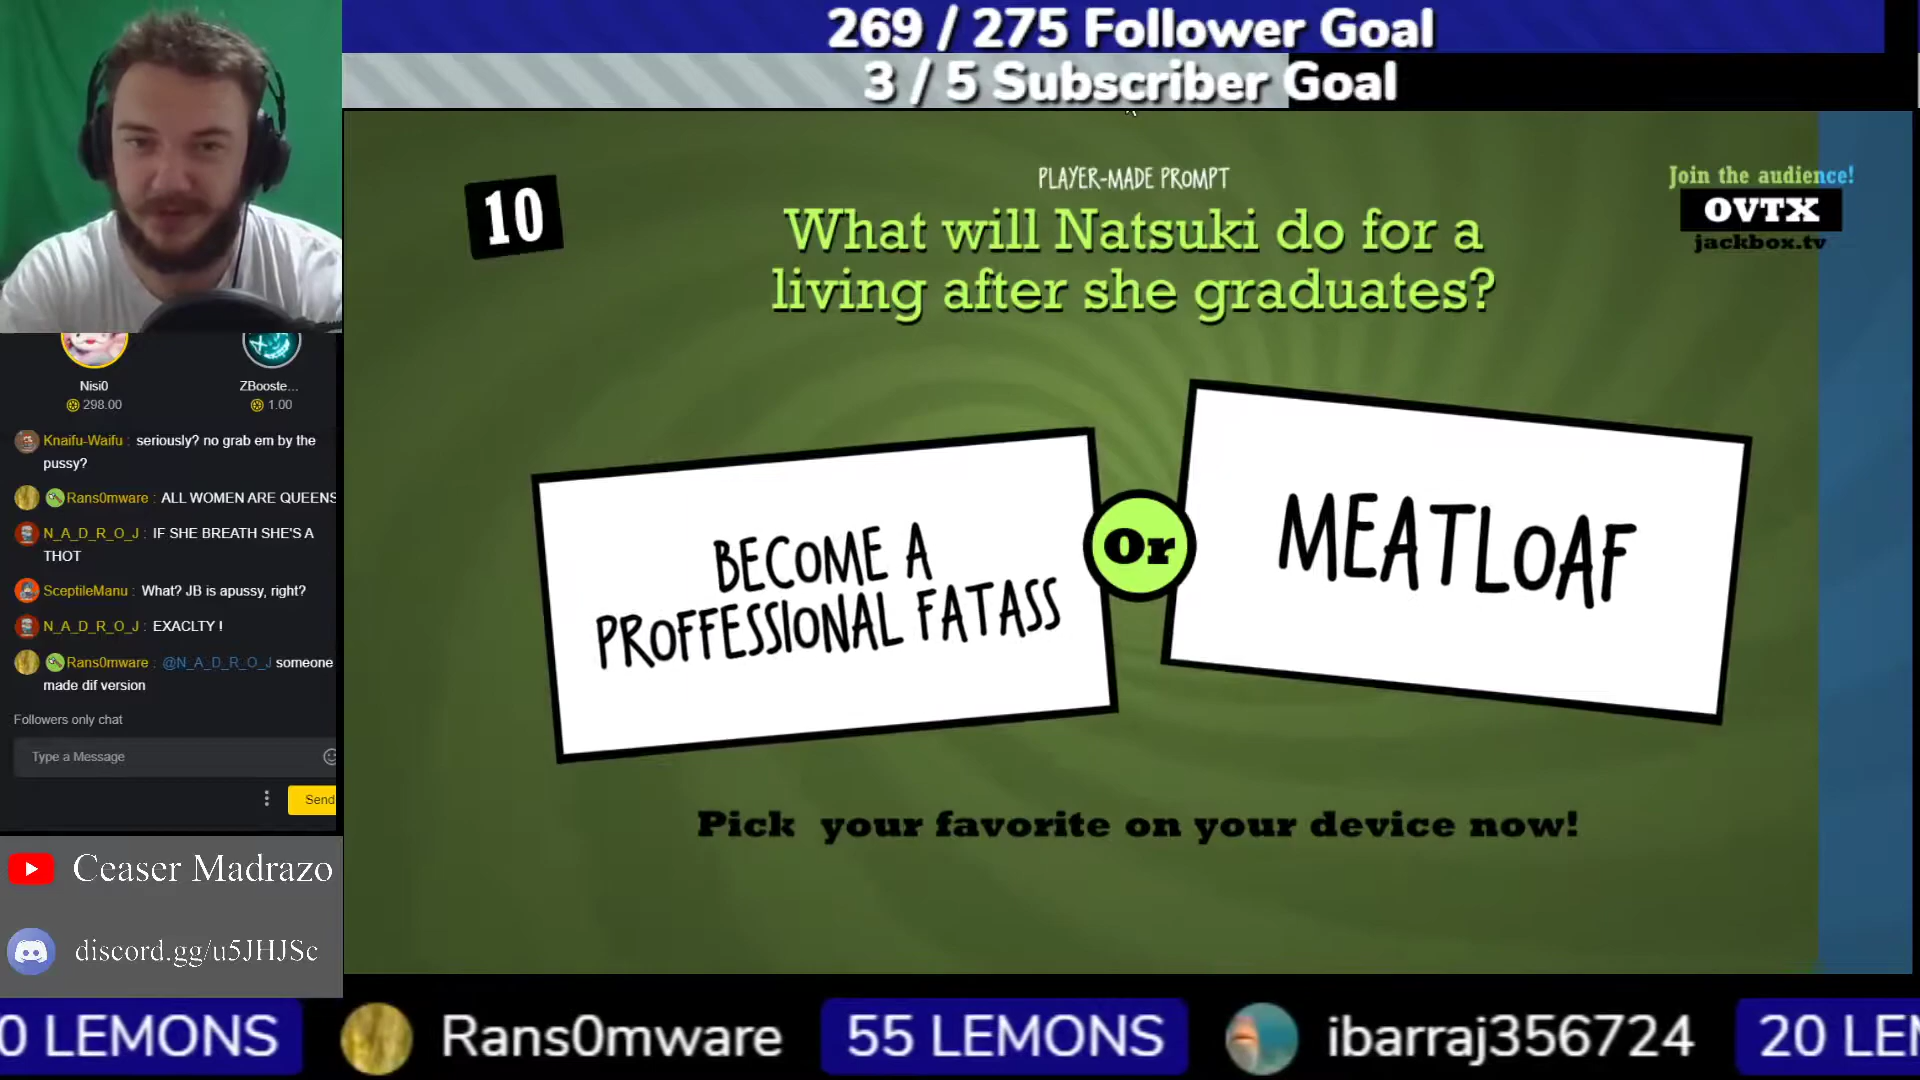 269 / 275 Follower Goal
3 / 5 Subscriber Goal
10
PLAYER-MADE PROMPT
What will Natsuki do for a
living after she graduates?
Join the audience!
OVTX
jackbox.tv
BECOME A
PROFFESSIONAL FATASS
Or
MEATLOAF
Pick your favorite on your device now!
Nisi0
298.00
ZBooste...
1.00
Knaifu-Waifu : seriously? no grab em by the
pussy?
Rans0mware : ALL WOMEN ARE QUEENS
N_A_D_R_O_J : IF SHE BREATH SHE'S A
THOT
SceptileManu : What? JB is apussy, right?
N_A_D_R_O_J : EXACLTY !
Rans0mware : @N_A_D_R_O_J someone
made dif version
Followers only chat
Type a Message
Send
Ceaser Madrazo
discord.gg/u5JHJSc
0 LEMONS
Rans0mware
55 LEMONS
ibarraj356724
20 LE